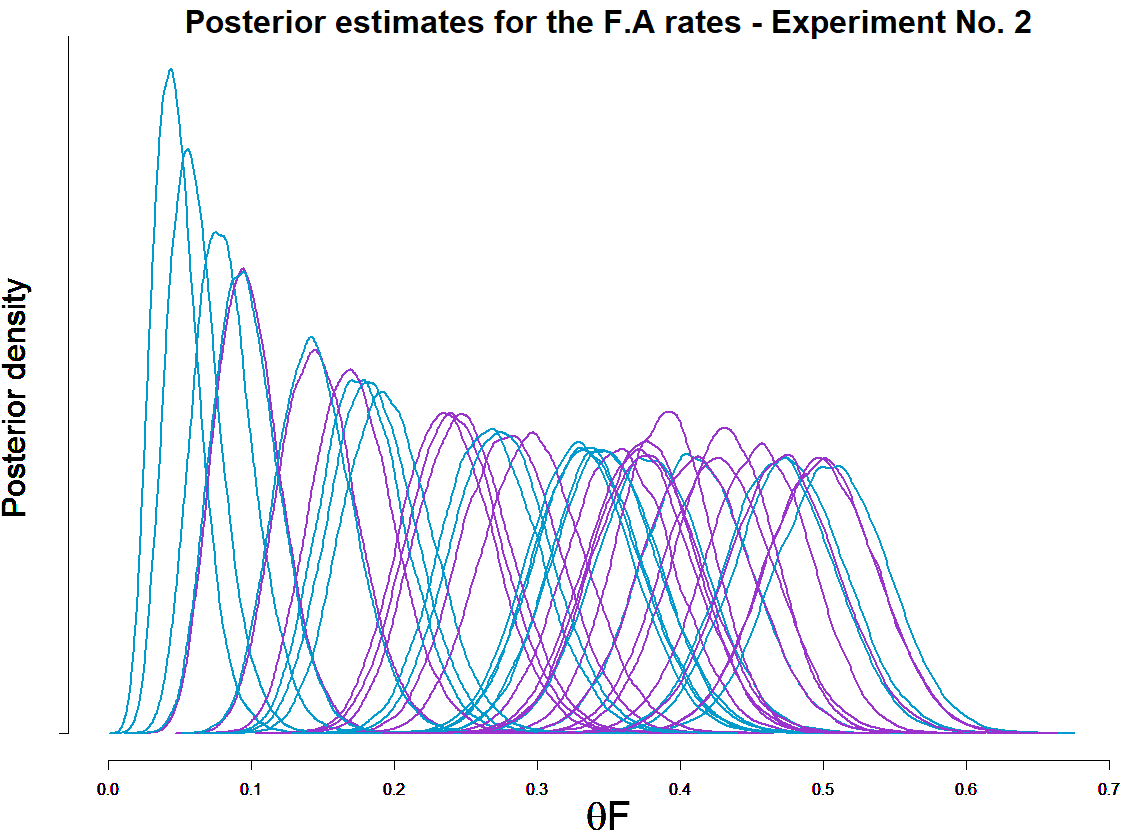 Posterior estimates for the F.A rates - Experiment No. 2
Posterior density
0.0 0.1 0.2 0.3 0.4 0.5 0.6 0.7
θF